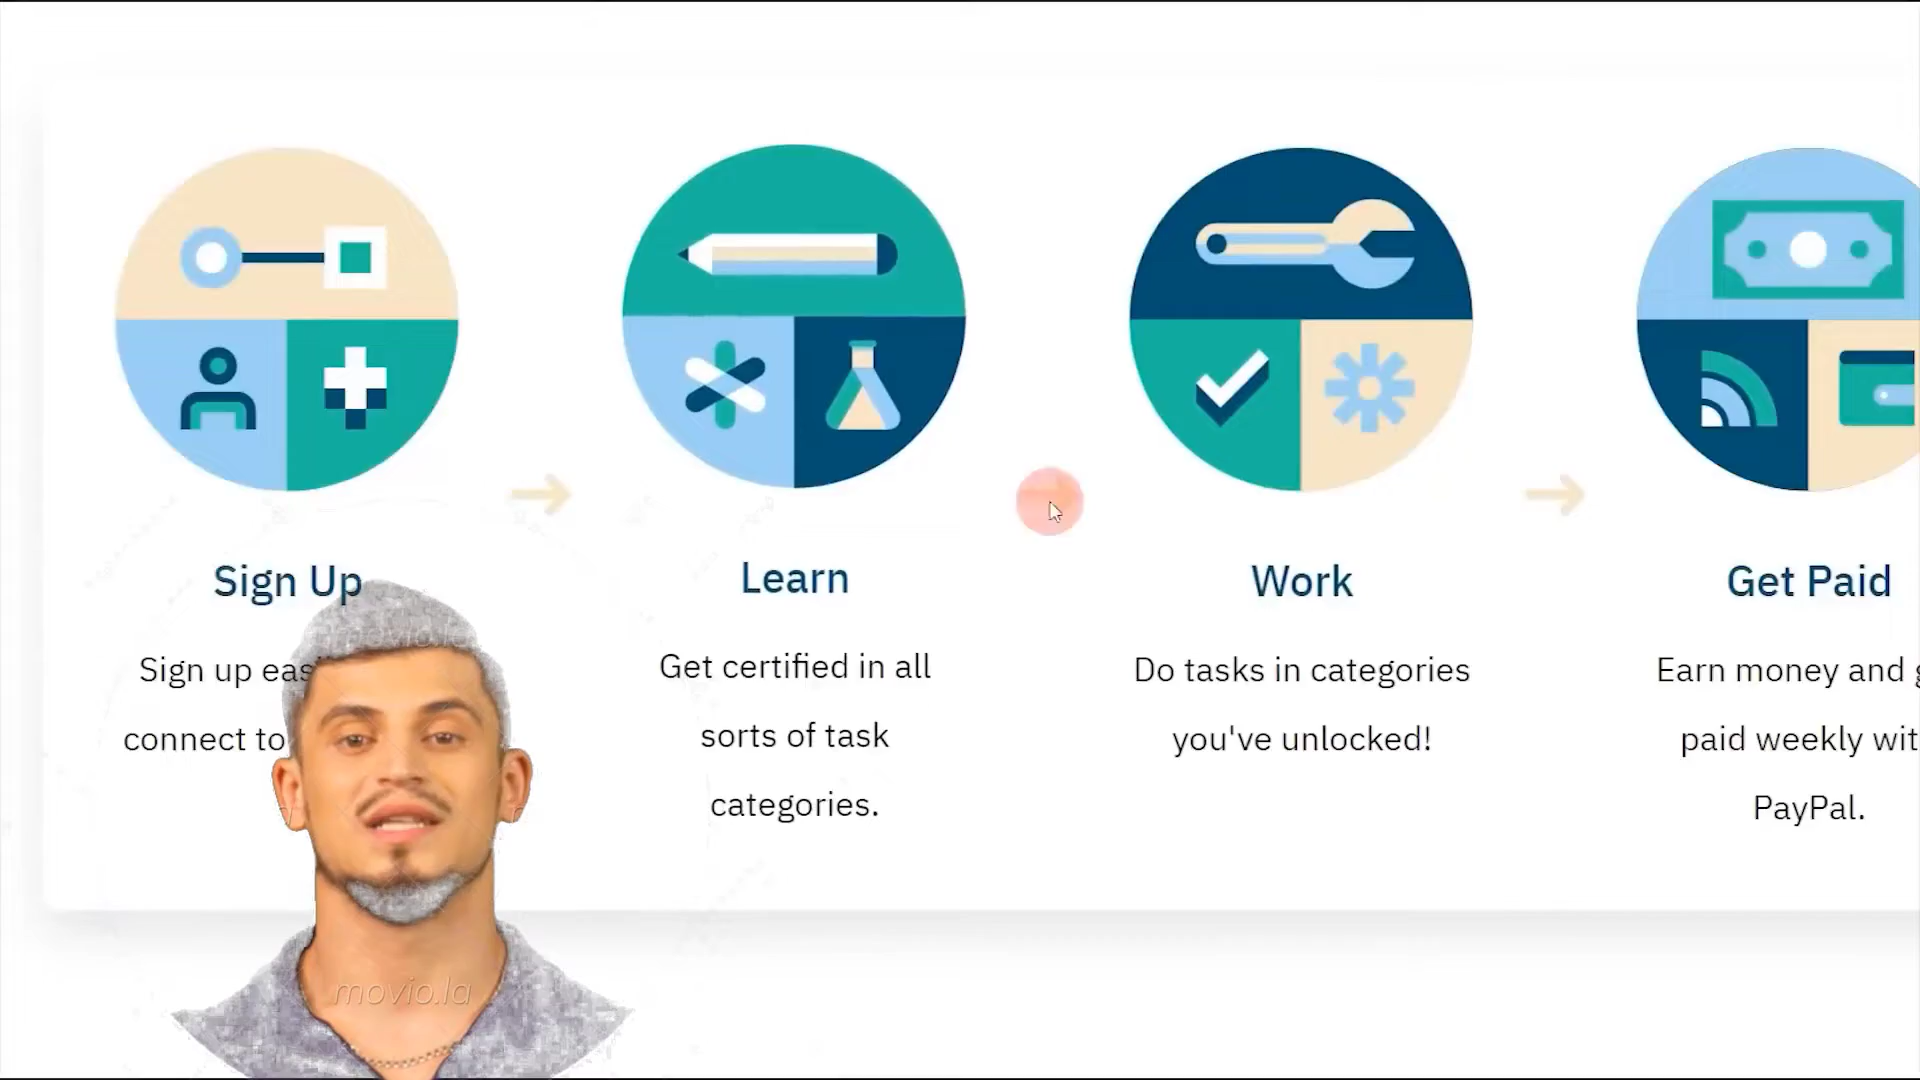 Sign Up
Sign up eas
connect to
Learn
Get certified in all
sorts of task
categories.
Work
Do tasks in categories
you've unlocked!
Get Paid
Earn money and g
paid weekly wit
PayPal.
movio.la
movio.la